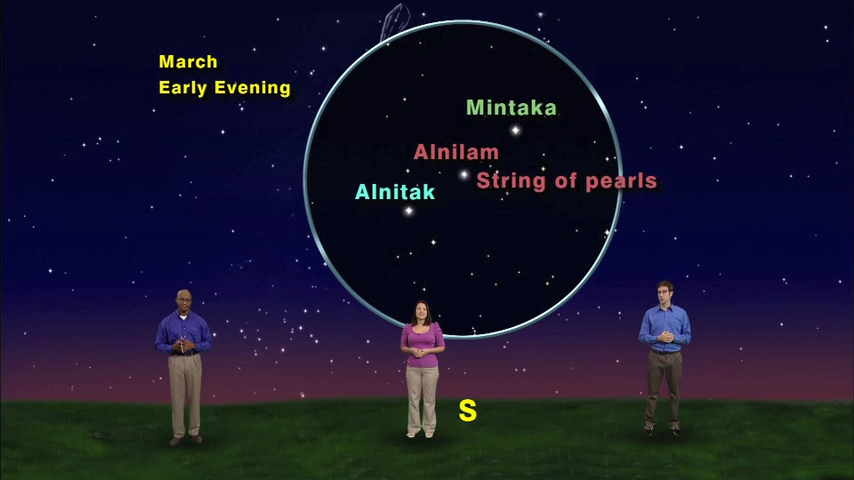 March
Early Evening
Mintaka
Alnilam
String of pearls
Alnitak
S